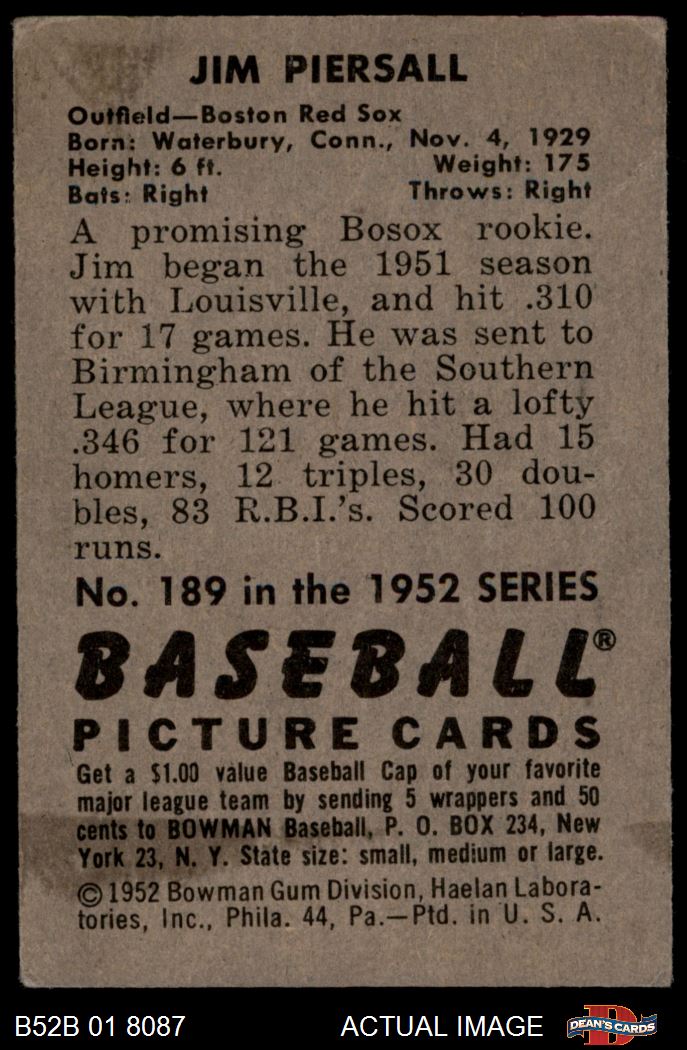 JIM PIERSALL
Outfield—Boston Red Sox
Born: Waterbury, Conn., Nov. 4, 1929
Height: 6 ft. Weight: 175
Bats: Right Throws: Right
A promising Bosox rookie.
Jim began the 1951 season
with Louisville, and hit .310
for 17 games. He was sent to
Birmingham of the Southern
League, where he hit a lofty
.346 for 121 games. Had 15
homers, 12 triples, 30 dou-
bles, 83 R.B.I.'s. Scored 100
runs.
No. 189 in the 1952 SERIES
BASEBALL®
PICTURE CARDS
Get a $1.00 value Baseball Cap of your favorite
major league team by sending 5 wrappers and 50
cents to BOWMAN Baseball, P. O. BOX 234, New
York 23, N. Y. State size: small, medium or large.
©1952 Bowman Gum Division, Haelan Labora-
tories, Inc., Phila. 44, Pa.—Ptd. in U. S. A.
B52B 01 8087 ACTUAL IMAGE D DEAN'S CARDS